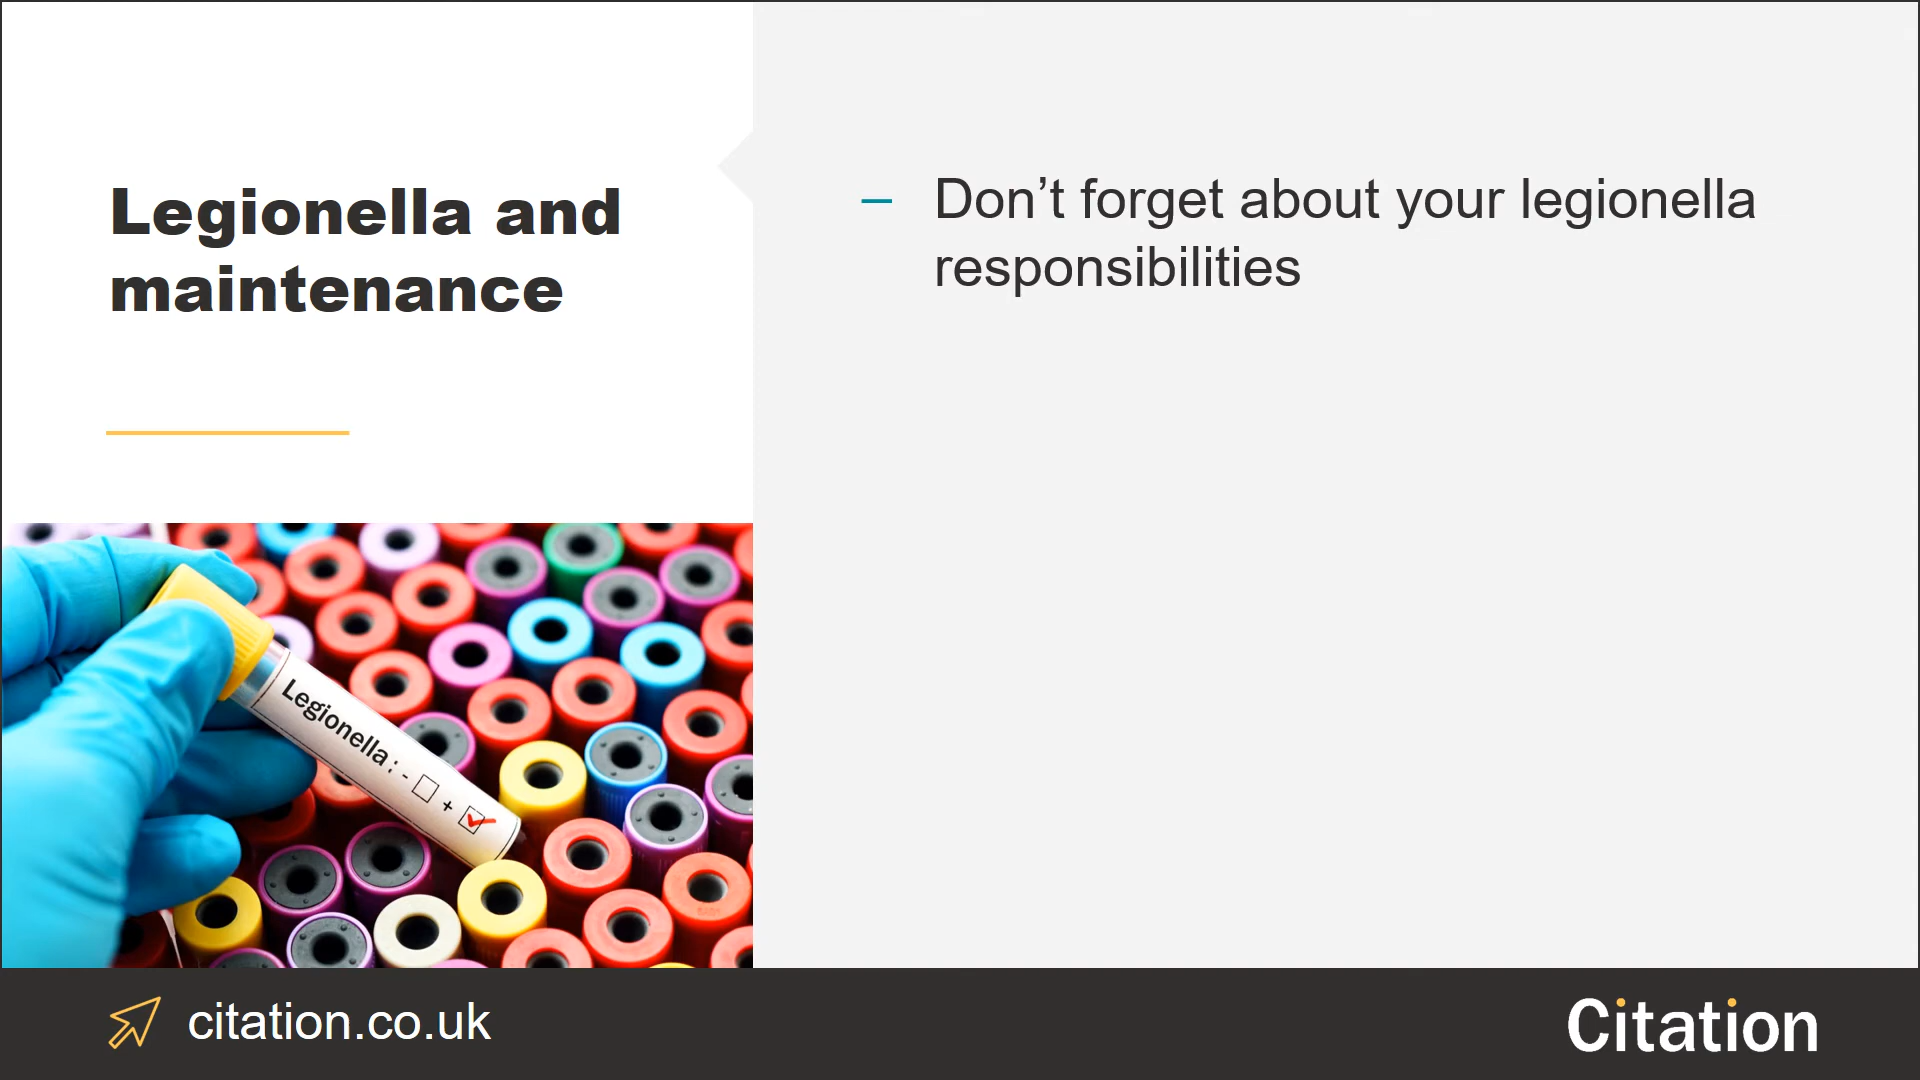 Legionella and
maintenance
– Don’t forget about your legionella
responsibilities
Legionella : - □ + ☑
citation.co.uk
Citation